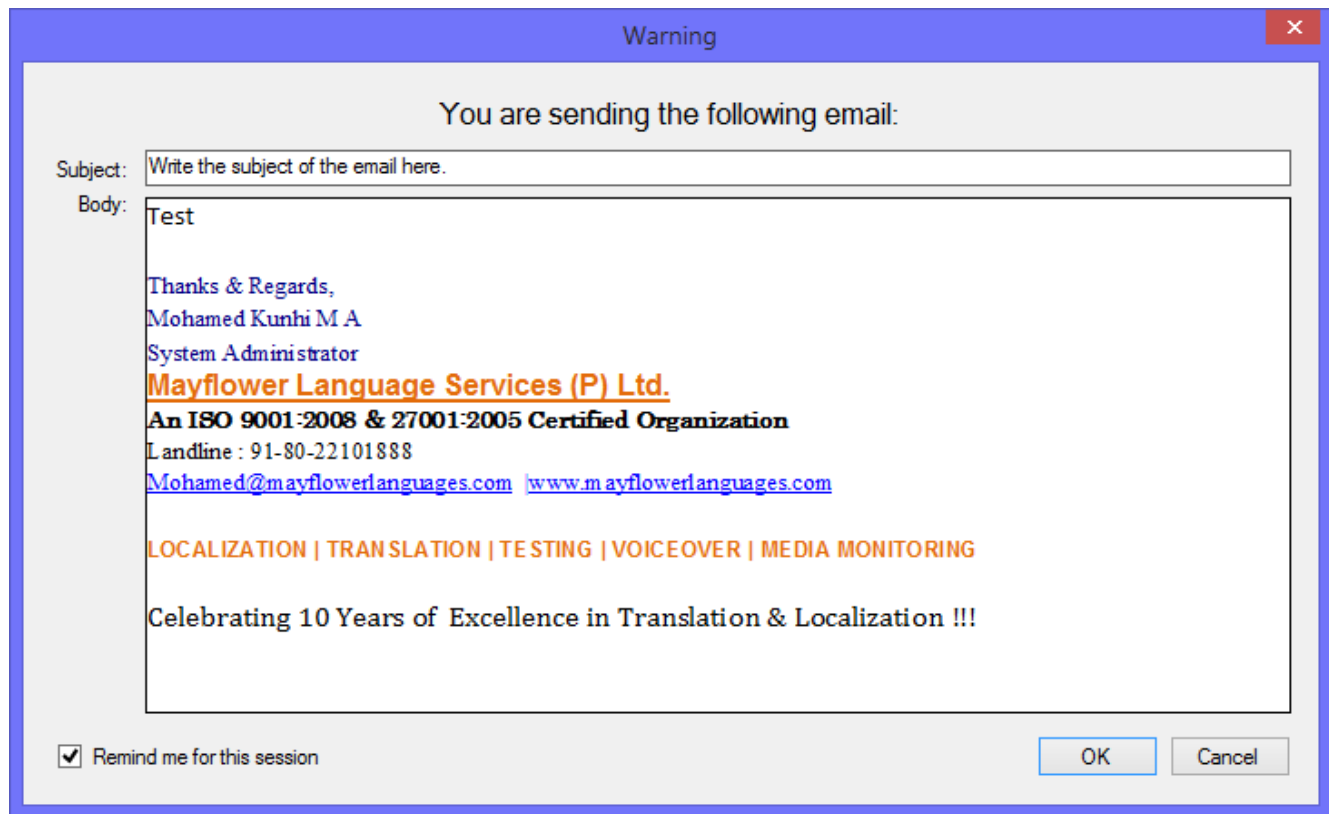 Warning
You are sending the following email:
Subject: Write the subject of the email here.
Body:
Test
Thanks & Regards,
Mohamed Kunhi M A
System Administrator
Mayflower Language Services (P) Ltd.
An ISO 9001:2008 & 27001:2005 Certified Organization
Landline : 91-80-22101888
Mohamed@mayflowerlanguages.com |www.mayflowerlanguages.com
LOCALIZATION | TRANSLATION | TESTING | VOICEOVER | MEDIA MONITORING
Celebrating 10 Years of Excellence in Translation & Localization !!!
Remind me for this session
OK Cancel